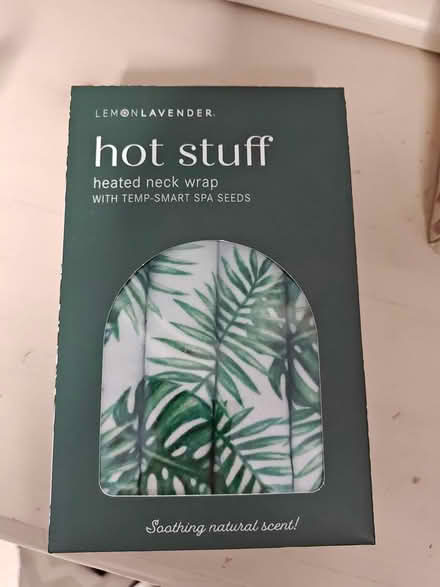 LEMONLAVENDER.
hot stuff
heated neck wrap
WITH TEMP-SMART SPA SEEDS
Soothing natural scent!